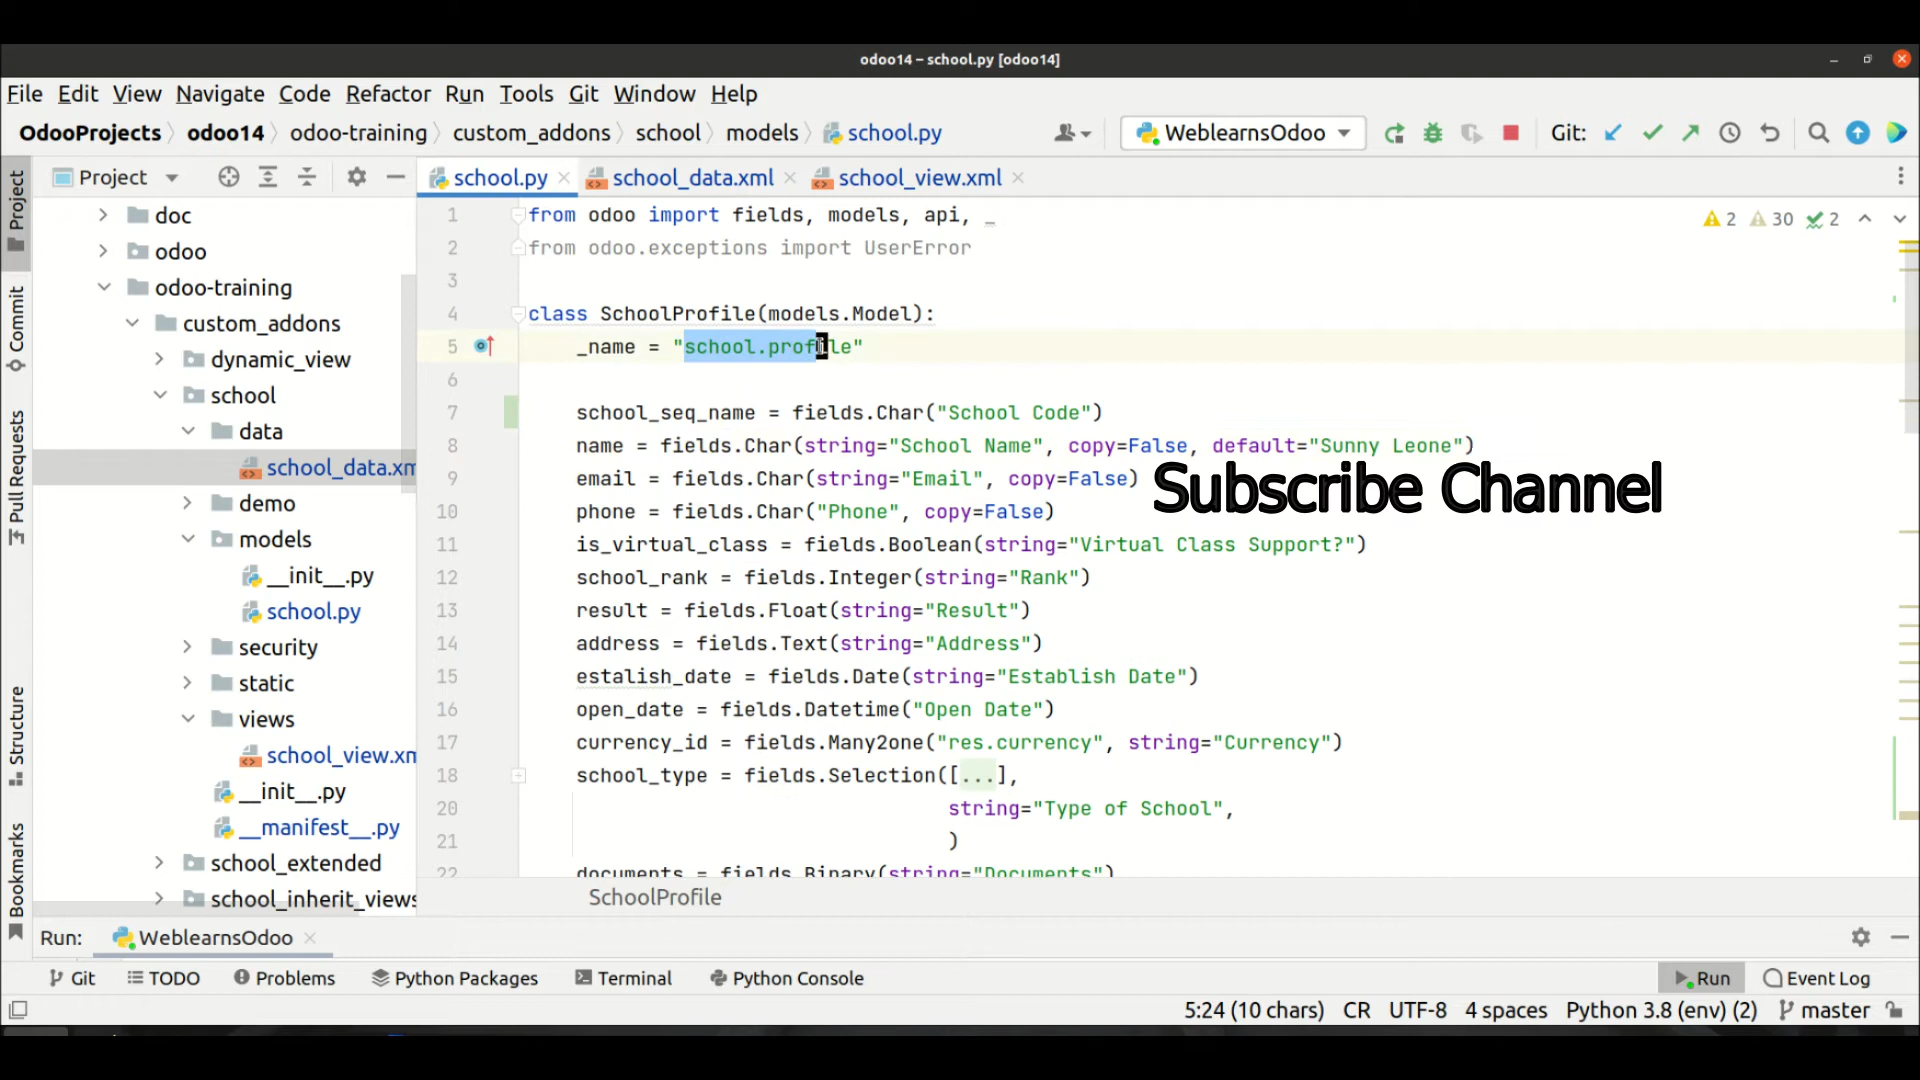 odoo14 – school.py [odoo14]
File Edit View Navigate Code Refactor Run Tools Git Window Help
OdooProjects odoo14 odoo-training custom_addons school models school.py WeblearnsOdoo Git:
Project school.py school_data.xml school_view.xml
Project
Commit
Pull Requests
Structure
Bookmarks
doc
odoo
odoo-training
custom_addons
dynamic_view
school
data
school_data.xm
demo
models
__init__.py
school.py
security
static
views
school_view.xm
__init__.py
__manifest__.py
school_extended
school_inherit_views
2 30 2
1 from odoo import fields, models, api, _
2 from odoo.exceptions import UserError
3
4 class SchoolProfile(models.Model):
5 _name = "school.profile"
6
7 school_seq_name = fields.Char("School Code")
8 name = fields.Char(string="School Name", copy=False, default="Sunny Leone")
9 email = fields.Char(string="Email", copy=False)
10 phone = fields.Char("Phone", copy=False)
11 is_virtual_class = fields.Boolean(string="Virtual Class Support?")
12 school_rank = fields.Integer(string="Rank")
13 result = fields.Float(string="Result")
14 address = fields.Text(string="Address")
15 estalish_date = fields.Date(string="Establish Date")
16 open_date = fields.Datetime("Open Date")
17 currency_id = fields.Many2one("res.currency", string="Currency")
18 school_type = fields.Selection([...],
20 string="Type of School",
21 )
22 documents = fields.Binary(string="Documents")
Subscribe Channel
SchoolProfile
Run: WeblearnsOdoo
Git TODO Problems Python Packages Terminal Python Console Run Event Log
5:24 (10 chars) CR UTF-8 4 spaces Python 3.8 (env) (2) master